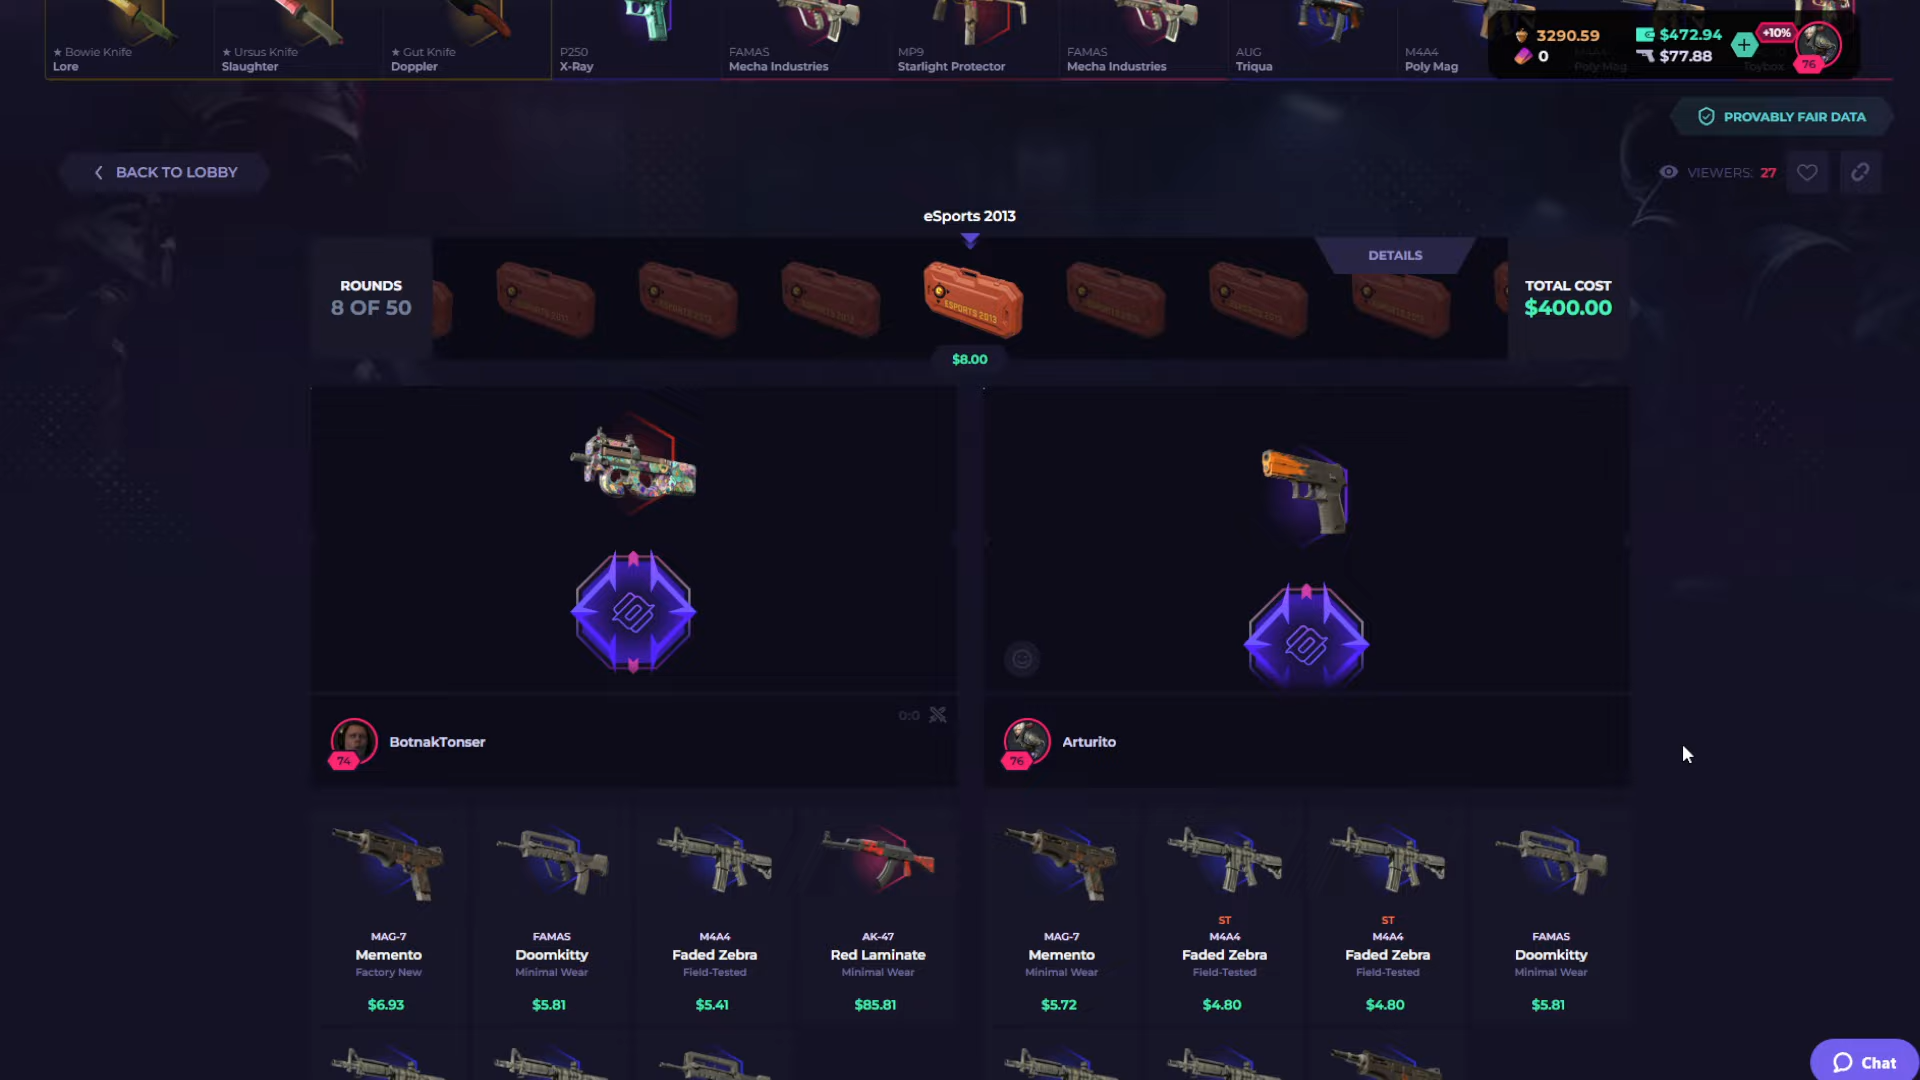 ★ Bowie Knife
Lore
★ Ursus Knife
Slaughter
★ Gut Knife
Doppler
P250
X-Ray
FAMAS
Mecha Industries
MP9
Starlight Protector
FAMAS
Mecha Industries
AUG
Triqua
M4A4
Poly Mag
Poly Mag
Toybox
3290.59
0
$472.94
$77.88
+10%
76
PROVABLY FAIR DATA
BACK TO LOBBY
VIEWERS: 27
eSports 2013
ROUNDS
8 OF 50
ESPORTS 2013
DETAILS
TOTAL COST
$400.00
$8.00
0:0
BotnakTonser
74
Arturito
76
MAG-7
Memento
Factory New
$6.93
FAMAS
Doomkitty
Minimal Wear
$5.81
M4A4
Faded Zebra
Field-Tested
$5.41
AK-47
Red Laminate
Minimal Wear
$85.81
MAG-7
Memento
Minimal Wear
$5.72
ST
M4A4
Faded Zebra
Field-Tested
$4.80
ST
M4A4
Faded Zebra
Field-Tested
$4.80
FAMAS
Doomkitty
Minimal Wear
$5.81
Chat